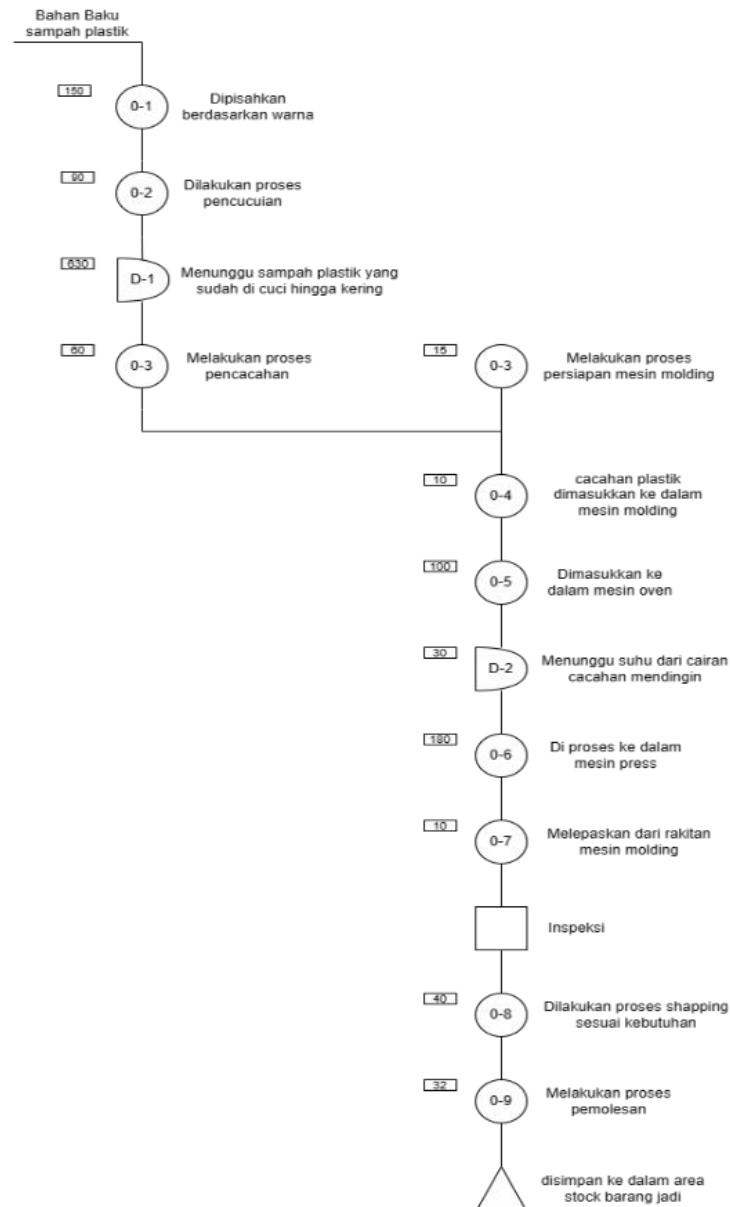 Bahan Baku
sampah plastik
150
0-1
Dipisahkan
berdasarkan warna
90
0-2
Dilakukan proses
pencucuian
630
D-1
Menunggu sampah plastik yang
sudah di cuci hingga kering
60
0-3
Melakukan proses
pencacahan
15
0-3
Melakukan proses
persiapan mesin molding
10
0-4
cacahan plastik
dimasukkan ke dalam
mesin molding
100
0-5
Dimasukkan ke
dalam mesin oven
30
D-2
Menunggu suhu dari cairan
cacahan mendingin
180
0-6
Di proses ke dalam
mesin press
10
0-7
Melepaskan dari rakitan
mesin molding
Inspeksi
40
0-8
Dilakukan proses shapping
sesuai kebutuhan
32
0-9
Melakukan proses
pemolesan
disimpan ke dalam area
stock barang jadi